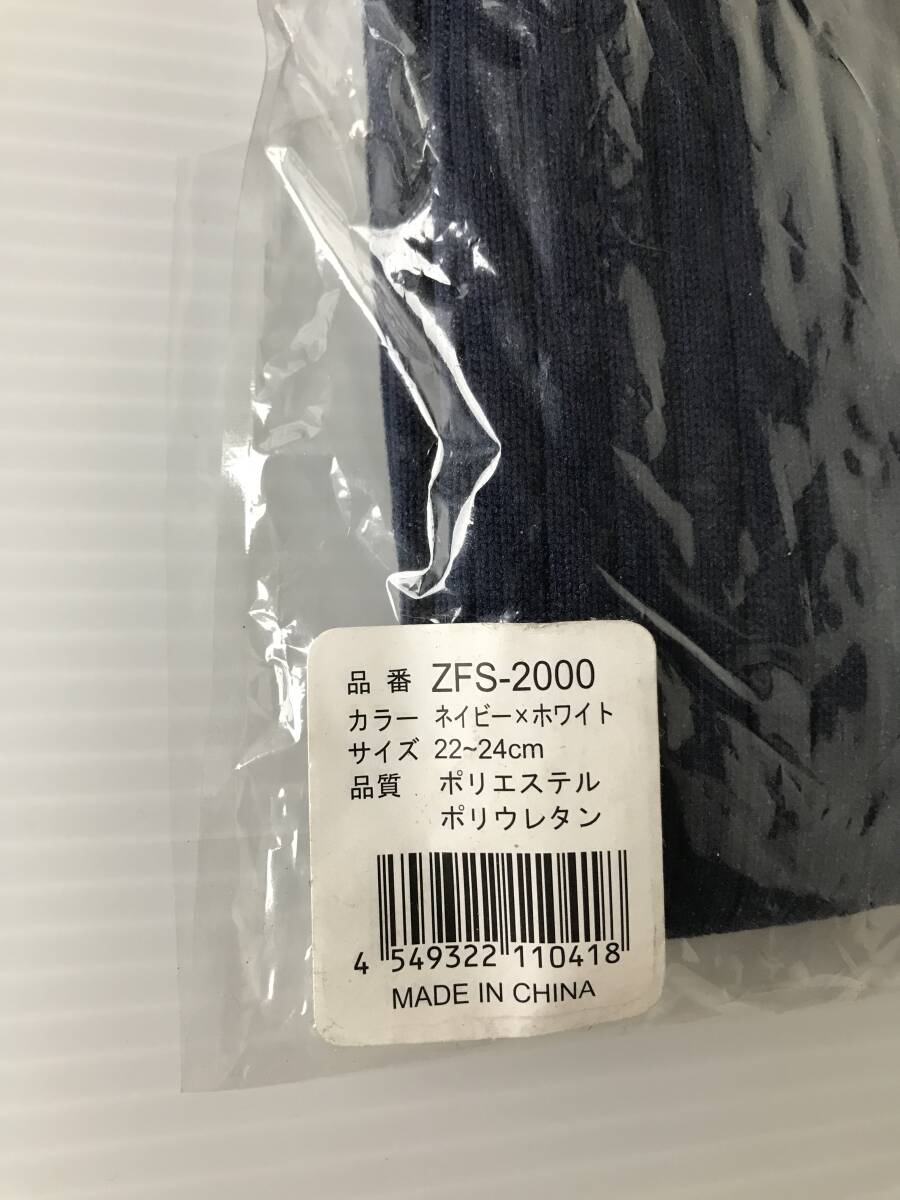 品番 ZFS-2000
カラー ネイビー×ホワイト
サイズ 22~24cm
品質 ポリエステル
ポリウレタン
4 549322 110418
MADE IN CHINA